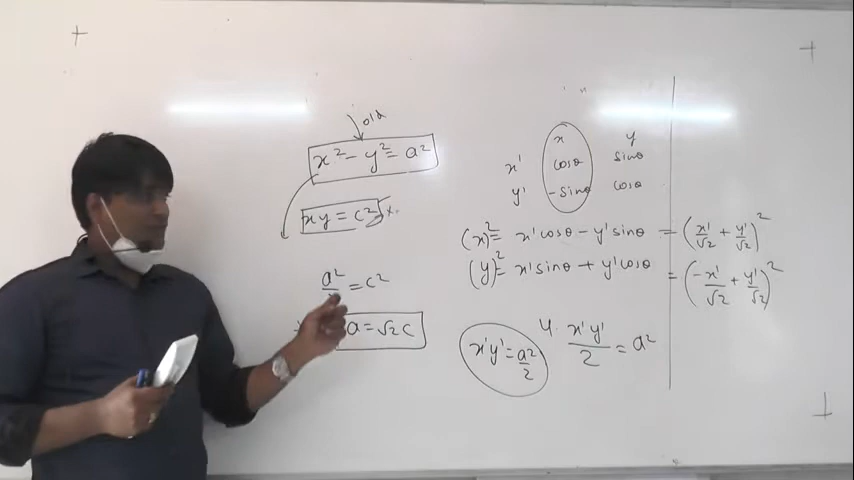 old
x² − y² = a²
xy = c²
a²/2 = c²
a = √2 c
x y
x' cosθ sinθ
y' -sinθ cosθ
(x)² = x'cosθ − y'sinθ = (x'/√2 + y'/√2)²
(y)² = x'sinθ + y'cosθ = (-x'/√2 + y'/√2)²
4. x'y'/2 = a²
x'y' = a²/2